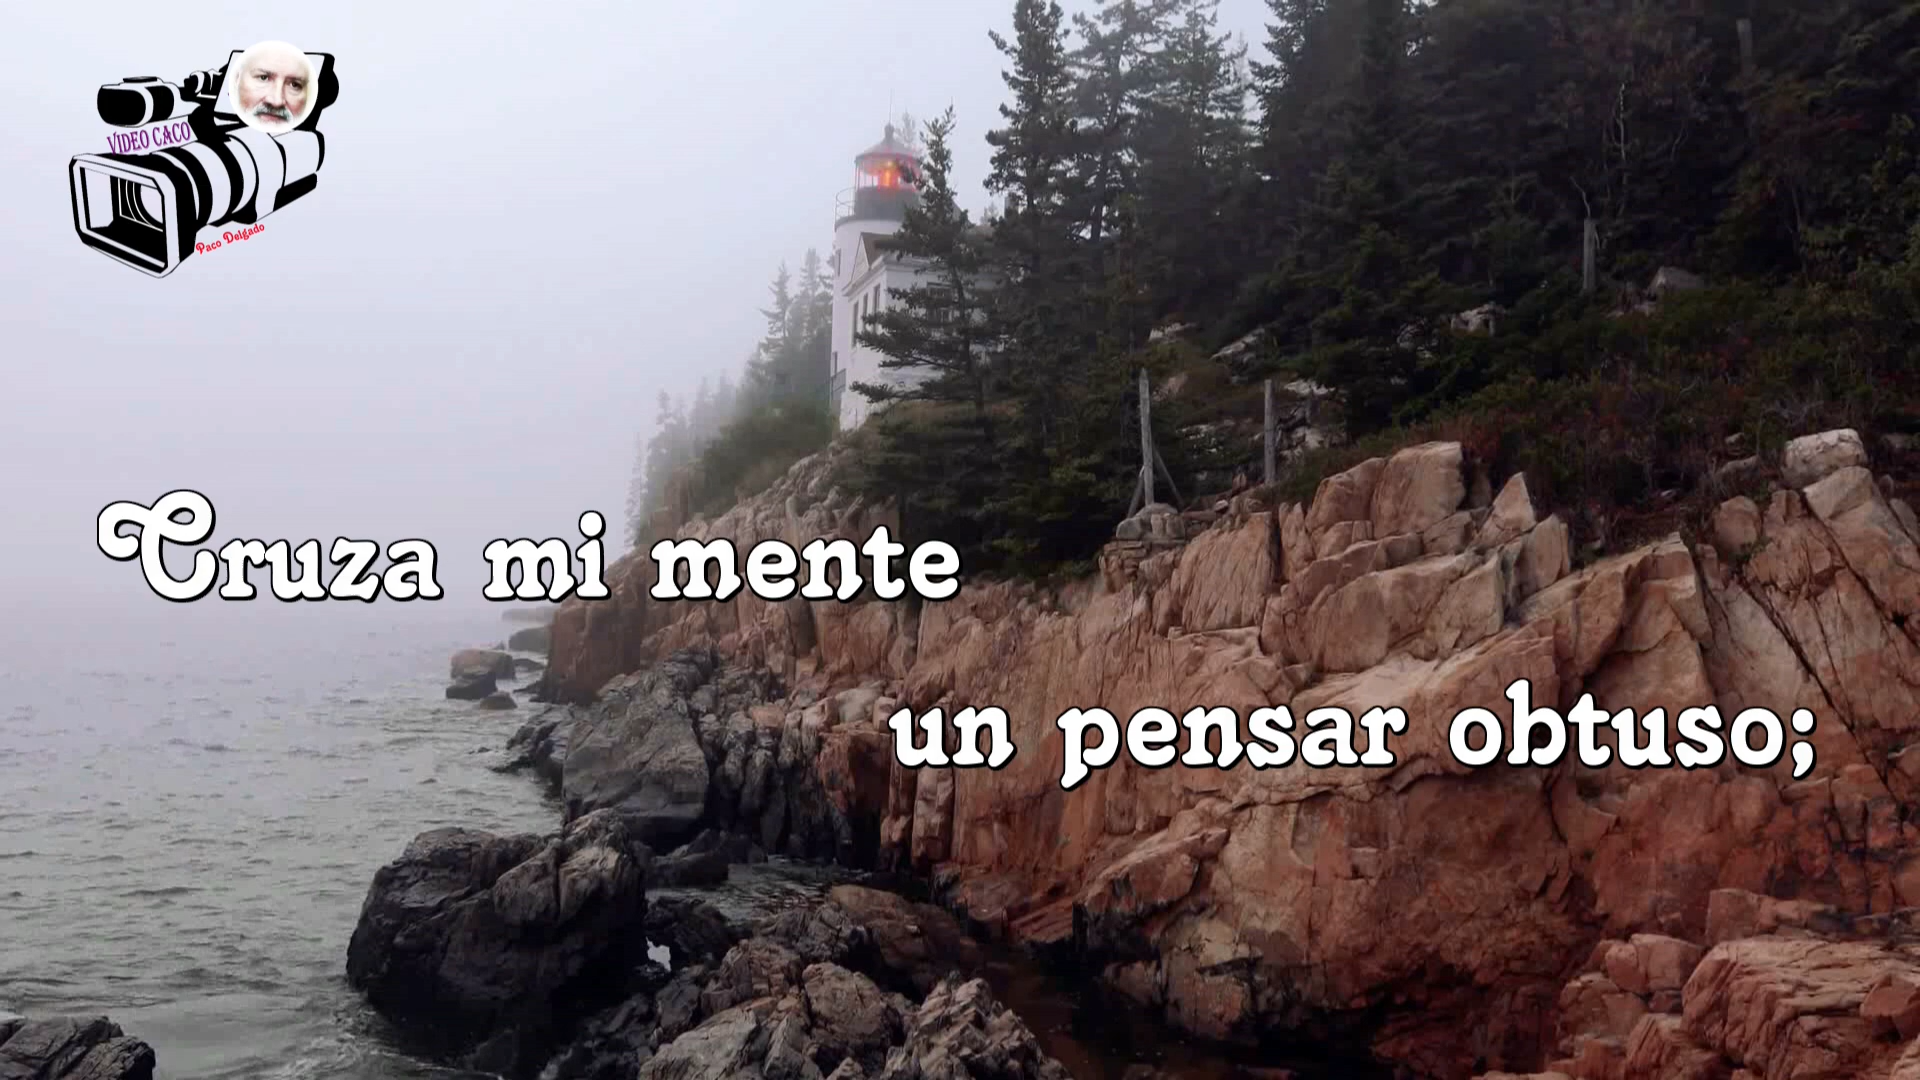 VIDEO CACO
Paco Delgado
Cruza mi mente
un pensar obtuso;